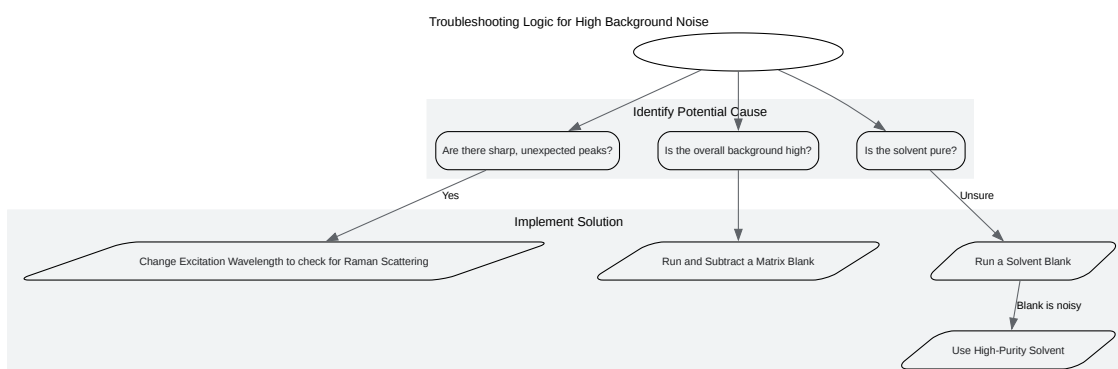 Troubleshooting Logic for High Background Noise
Identify Potential Cause
Are there sharp, unexpected peaks?
Is the overall background high?
Is the solvent pure?
Yes
Unsure
Implement Solution
Change Excitation Wavelength to check for Raman Scattering
Run and Subtract a Matrix Blank
Run a Solvent Blank
Blank is noisy
Use High-Purity Solvent